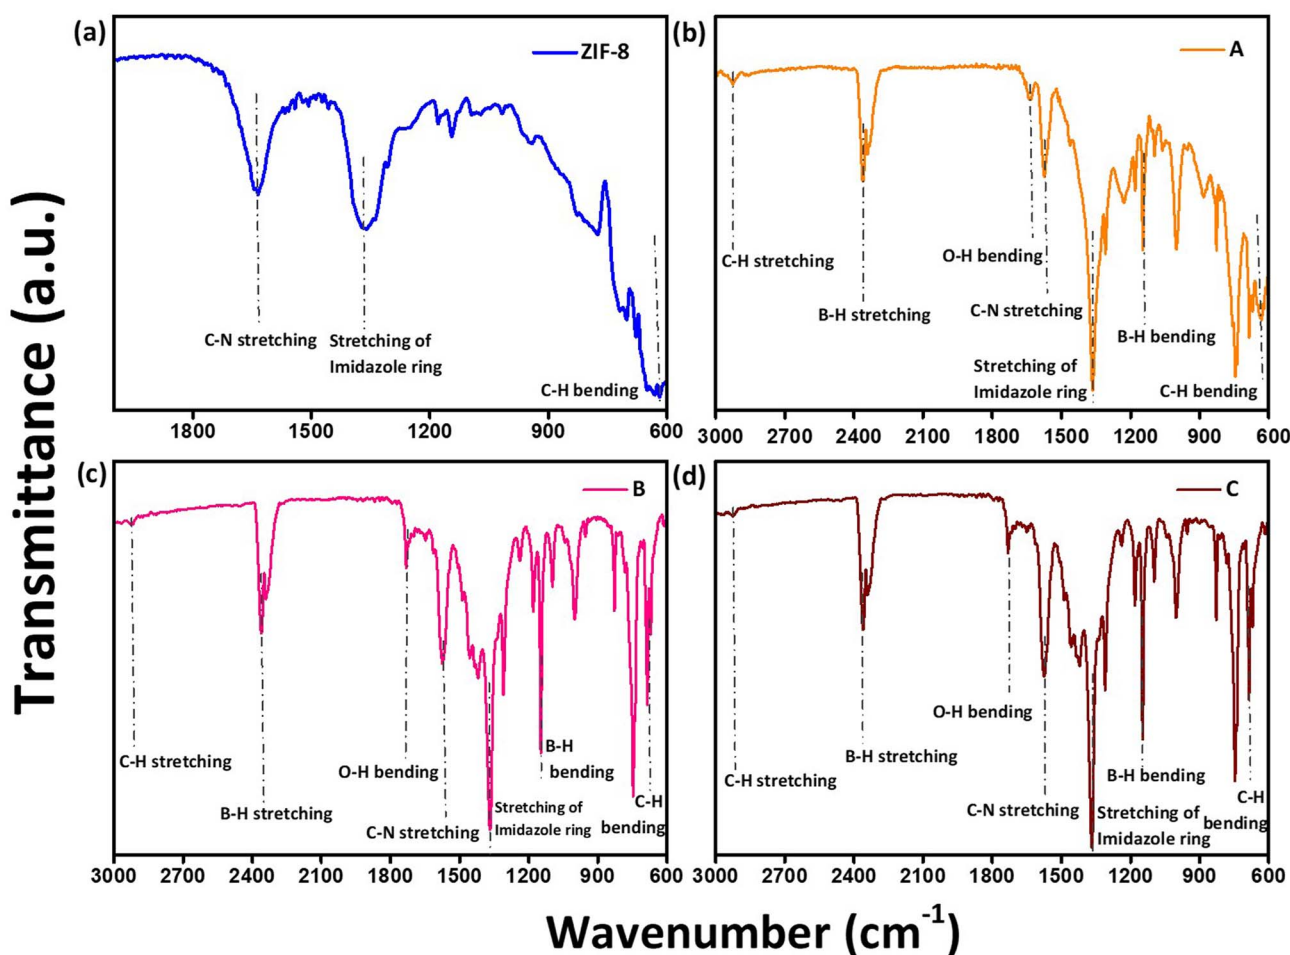 Transmittance (a.u.)
(a)
ZIF-8
C-N stretching
Stretching of
Imidazole ring
C-H bending
1800 1500 1200 900 600
(b)
A
C-H stretching
B-H stretching
O-H bending
C-N stretching
Stretching of
Imidazole ring
B-H bending
C-H bending
3000 2700 2400 2100 1800 1500 1200 900 600
(c)
B
C-H stretching
B-H stretching
O-H bending
C-N stretching
Stretching of
Imidazole ring
B-H
bending
C-H
bending
3000 2700 2400 2100 1800 1500 1200 900 600
(d)
C
C-H stretching
B-H stretching
O-H bending
C-N stretching
Stretching of
Imidazole ring
B-H bending
C-H
bending
3000 2700 2400 2100 1800 1500 1200 900 600
Wavenumber (cm⁻¹)